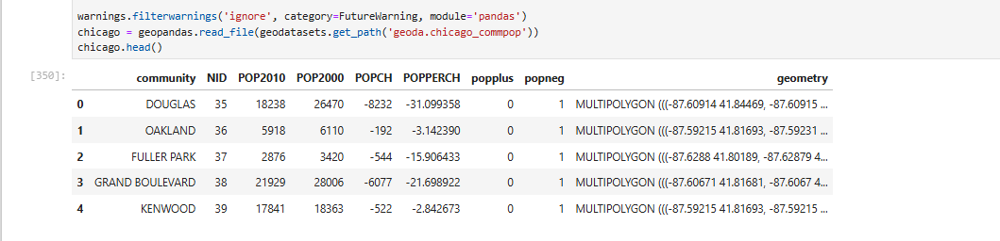 warnings.filterwarnings('ignore', category=FutureWarning, module='pandas')
chicago = geopandas.read_file(geodatasets.get_path('geoda.chicago_commpop'))
chicago.head()
[350]:
community NID POP2010 POP2000 POPCH POPPERCH popplus popneg geometry
0 DOUGLAS 35 18238 26470 -8232 -31.099358 0 1 MULTIPOLYGON (((-87.60914 41.84469, -87.60915 ...
1 OAKLAND 36 5918 6110 -192 -3.142390 0 1 MULTIPOLYGON (((-87.59215 41.81693, -87.59231 ...
2 FULLER PARK 37 2876 3420 -544 -15.906433 0 1 MULTIPOLYGON (((-87.6288 41.80189, -87.62879 4...
3 GRAND BOULEVARD 38 21929 28006 -6077 -21.698922 0 1 MULTIPOLYGON (((-87.60671 41.81681, -87.6067 4...
4 KENWOOD 39 17841 18363 -522 -2.842673 0 1 MULTIPOLYGON (((-87.59215 41.81693, -87.59215 ...